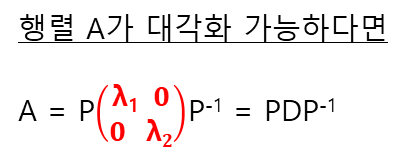 행렬 A가 대각화 가능하다면
A = P(λ₁ 0
0 λ₂)P⁻¹ = PDP⁻¹